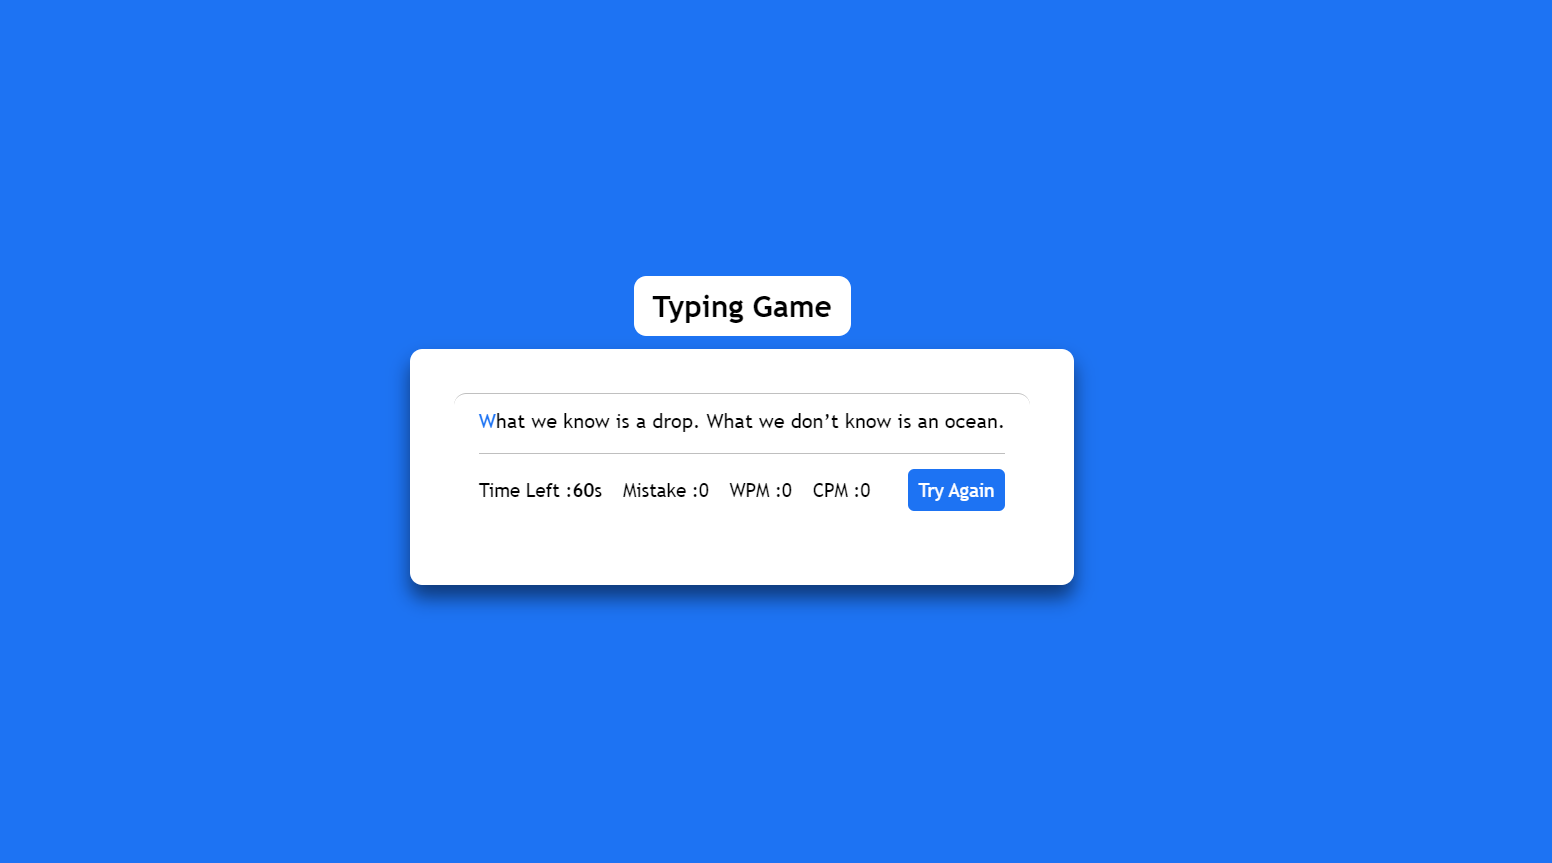 Typing Game
What we know is a drop. What we don’t know is an ocean.
Time Left :60s Mistake :0 WPM :0 CPM :0 Try Again